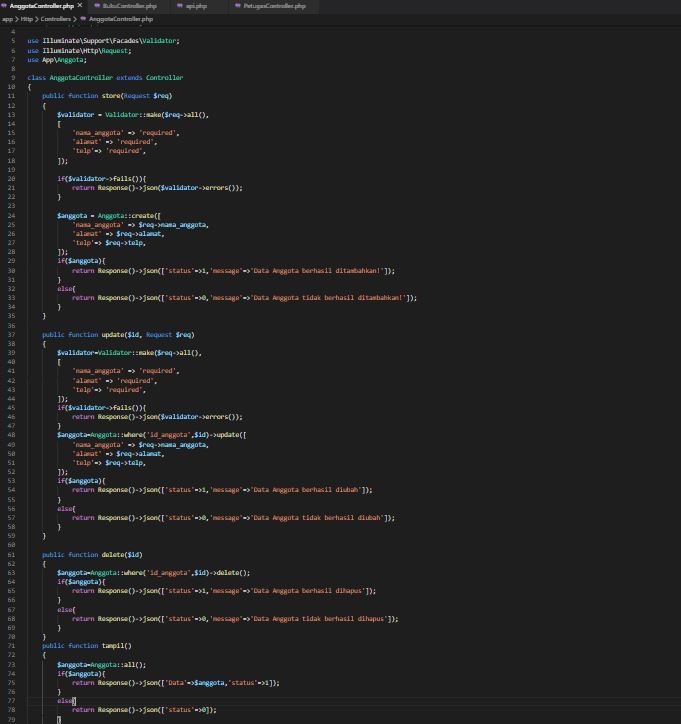 AnggotaController.php × BukuController.php api.php PetugasController.php
app > Http > Controllers > AnggotaController.php
4
5 use Illuminate\Support\Facades\Validator;
6 use Illuminate\Http\Request;
7 use App\Anggota;
8
9 class AnggotaController extends Controller
10 {
11 public function store(Request $req)
12 {
13 $validator = Validator::make($req->all(),
14 [
15 'nama_anggota' => 'required',
16 'alamat' => 'required',
17 'telp'=> 'required',
18 ]);
19
20 if($validator->fails()){
21 return Response()->json($validator->errors());
22 }
23
24 $anggota = Anggota::create([
25 'nama_anggota' => $req->nama_anggota,
26 'alamat' => $req->alamat,
27 'telp'=> $req->telp,
28 ]);
29 if($anggota){
30 return Response()->json(['status'=>1,'message'=>'Data Anggota berhasil ditambahkan!']);
31 }
32 else{
33 return Response()->json(['status'=>0,'message'=>'Data Anggota tidak berhasil ditambahkan!']);
34 }
35 }
36
37 public function update($id, Request $req)
38 {
39 $validator=Validator::make($req->all(),
40 [
41 'nama_anggota' => 'required',
42 'alamat' => 'required',
43 'telp'=> 'required',
44 ]);
45 if($validator->fails()){
46 return Response()->json($validator->errors());
47 }
48 $anggota=Anggota::where('id_anggota',$id)->update([
49 'nama_anggota' => $req->nama_anggota,
50 'alamat' => $req->alamat,
51 'telp'=> $req->telp,
52 ]);
53 if($anggota){
54 return Response()->json(['status'=>1,'message'=>'Data Anggota berhasil diubah']);
55 }
56 else{
57 return Response()->json(['status'=>0,'message'=>'Data Anggota tidak berhasil diubah']);
58 }
59 }
60
61 public function delete($id)
62 {
63 $anggota=Anggota::where('id_anggota',$id)->delete();
64 if($anggota){
65 return Response()->json(['status'=>1,'message'=>'Data Anggota berhasil dihapus']);
66 }
67 else{
68 return Response()->json(['status'=>0,'message'=>'Data Anggota tidak berhasil dihapus']);
69 }
70 }
71 public function tampil()
72 {
73 $anggota=Anggota::all();
74 if($anggota){
75 return Response()->json(['Data'=>$anggota,'status'=>1]);
76 }
77 else{
78 return Response()->json(['status'=>0]);
79 }